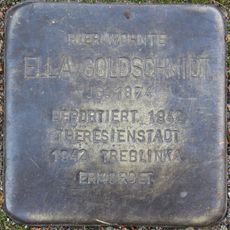 HIER WOHNTE
ELLA GOLDSCHMIDT
JG. 1874
DEPORTIERT 1942
THERESIENSTADT
1942 TREBLINKA
ERMORDET